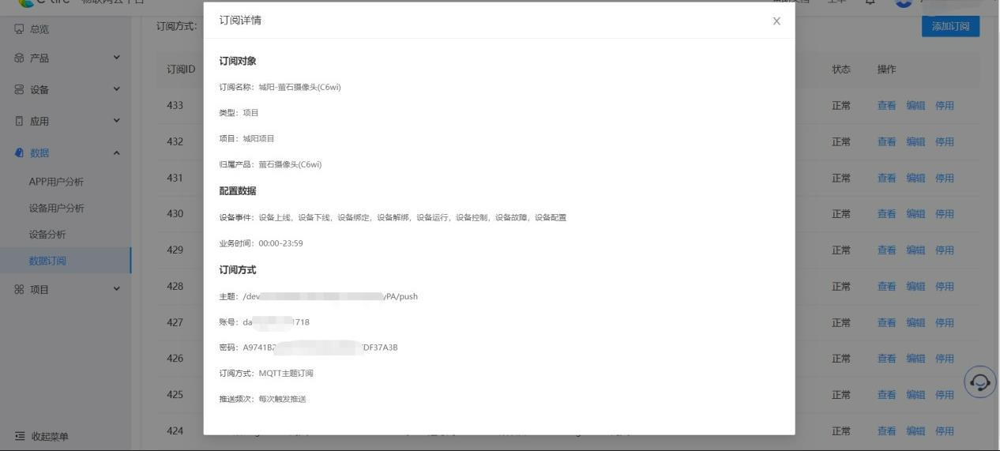 订阅详情
X
订阅对象
订阅名称：城阳-萤石摄像头(C6wi)
类型：项目
项目：城阳项目
归属产品：萤石摄像头(C6wi)
配置数据
设备事件：设备上线，设备下线，设备绑定，设备解绑，设备运行，设备控制，设备故障，设备配置
业务时间：00:00-23:59
订阅方式
主题：/dev yPA/push
账号：da 1718
密码：A9741B2 DF37A3B
订阅方式：MQTT主题订阅
推送频次：每次触发推送
总览
产品
设备
应用
数据
APP用户分析
设备用户分析
设备分析
数据订阅
项目
收起菜单
订阅方式：
添加订阅
订阅ID 状态 操作
433 正常 查看 编辑 停用
432 正常 查看 编辑 停用
431 正常 查看 编辑 停用
430 正常 查看 编辑 停用
429 正常 查看 编辑 停用
428 正常 查看 编辑 停用
427 正常 查看 编辑 停用
426 正常 查看 编辑 停用
425 正常 查看 编辑 停用
424 正常 查看 编辑 停用